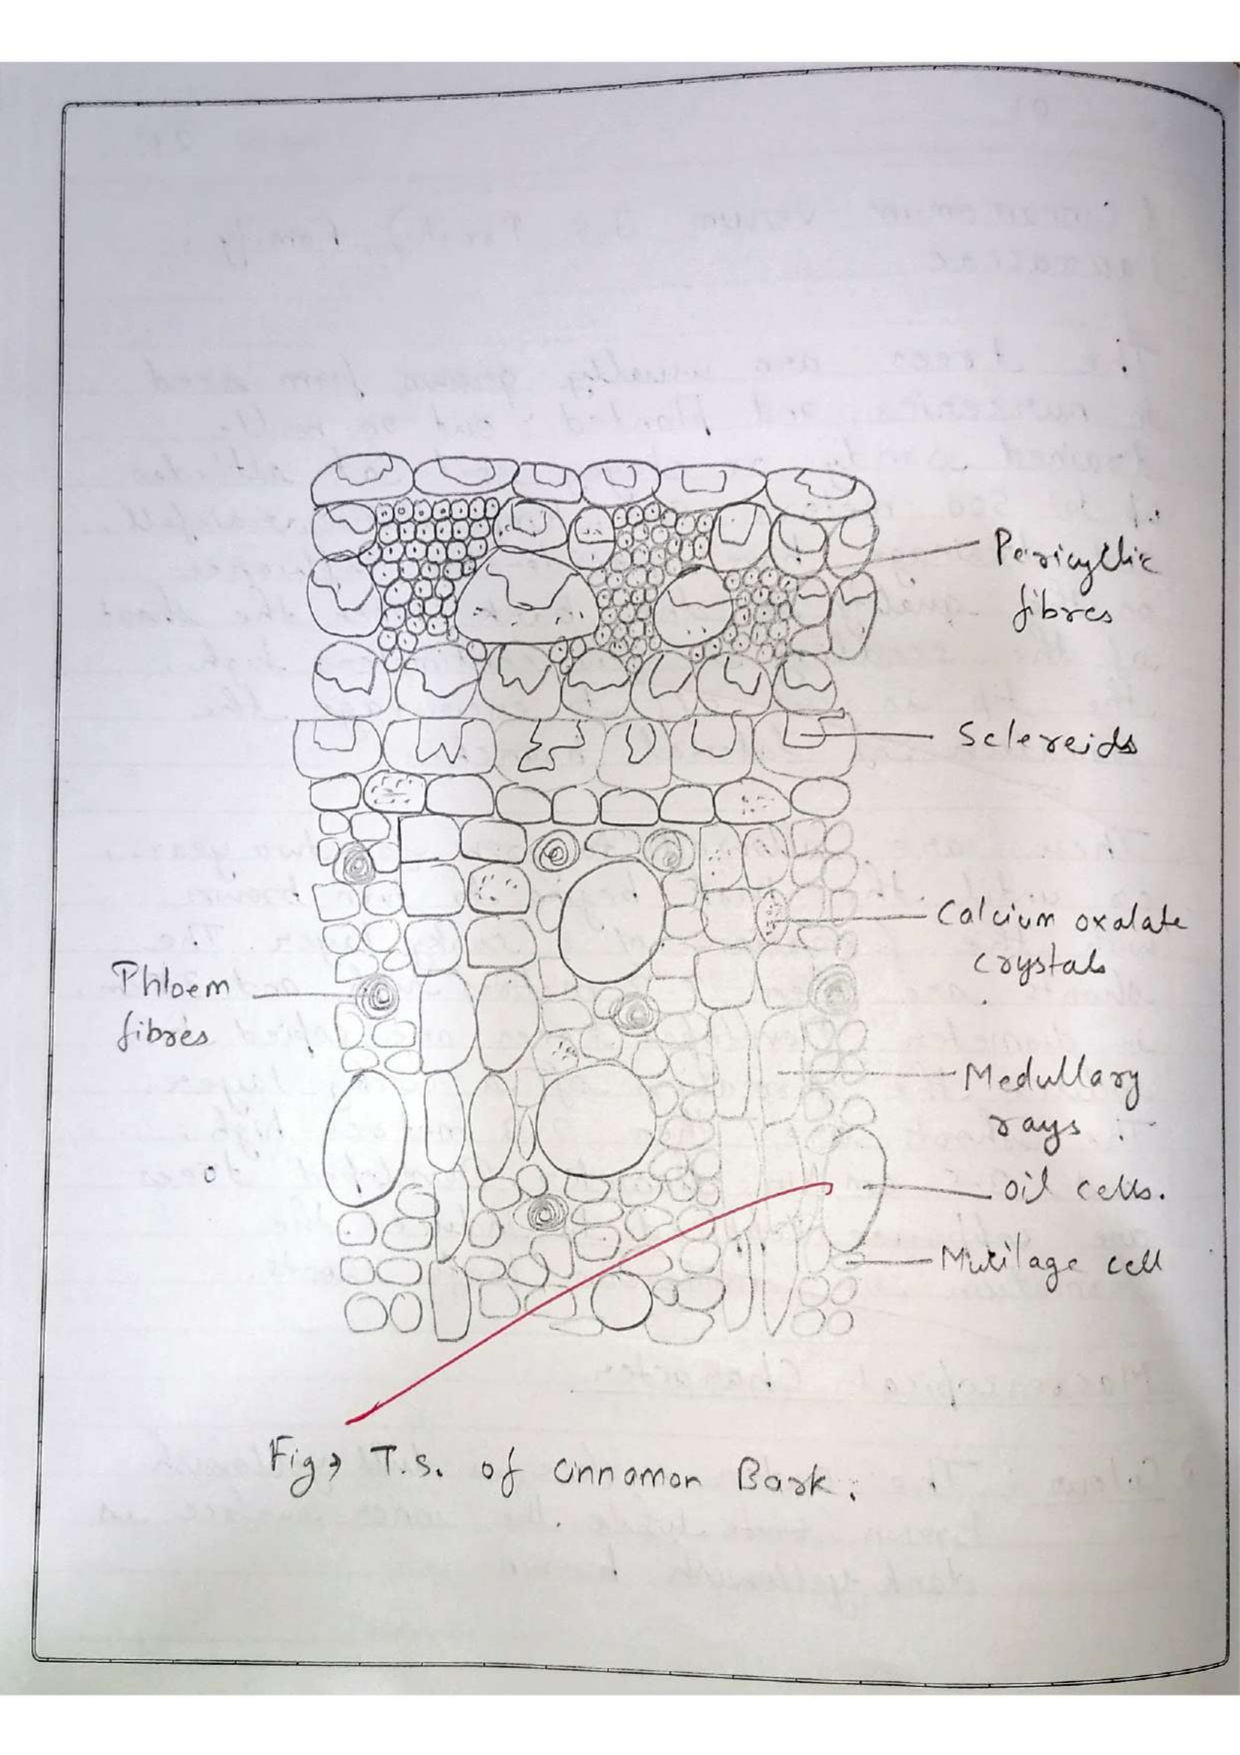 Pericyclic
fibres
Sclereids
Calcium oxalate
crystals
Phloem
fibres
Medullary
rays :
oil cells.
Mucilage cell
Fig → T.S. of cinnamon Bark.